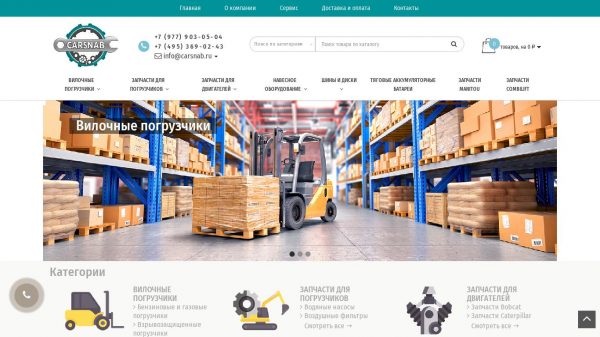 Главная О компании Сервис Доставка и оплата Контакты
CARSNAB
+7 (977) 903-05-04
+7 (495) 369-02-43
info@carsnab.ru
Поиск по категориям
Поиск товара по каталогу
0 товаров, на 0 ₽
ВИЛОЧНЫЕ ПОГРУЗЧИКИ
ЗАПЧАСТИ ДЛЯ ПОГРУЗЧИКОВ
ЗАПЧАСТИ ДЛЯ ДВИГАТЕЛЕЙ
НАВЕСНОЕ ОБОРУДОВАНИЕ
ШИНЫ И ДИСКИ
ТЯГОВЫЕ АККУМУЛЯТОРНЫЕ БАТАРЕИ
ЗАПЧАСТИ MANITOU
ЗАПЧАСТИ COMBILIFT
Вилочные погрузчики
Категории
ВИЛОЧНЫЕ ПОГРУЗЧИКИ
> Бензиновые и газовые погрузчики
> Взрывозащищенные погрузчики
ЗАПЧАСТИ ДЛЯ ПОГРУЗЧИКОВ
> Водяные насосы
> Воздушные фильтры
Смотреть все →
ЗАПЧАСТИ ДЛЯ ДВИГАТЕЛЕЙ
> Запчасти Bobcat
> Запчасти Caterpillar
Смотреть все →